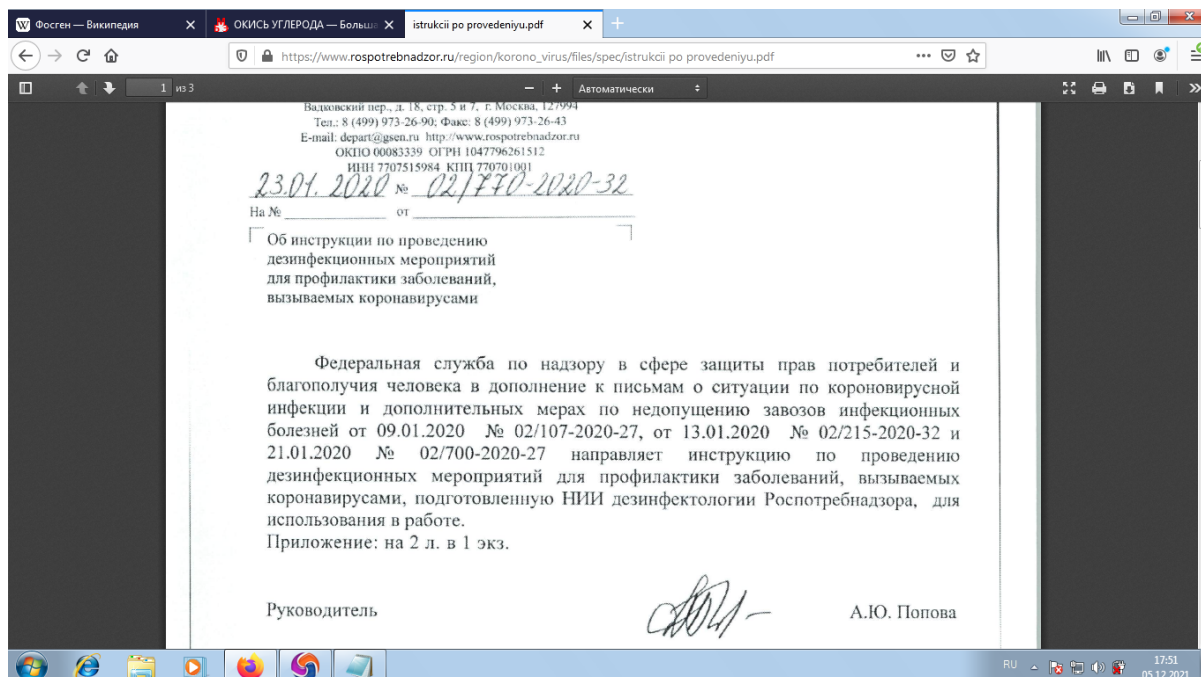 Фосген — Википедия
ОКИСЬ УГЛЕРОДА — Больша
istrukcii po provedeniyu.pdf
https://www.rospotrebnadzor.ru/region/korono_virus/files/spec/istrukcii po provedeniyu.pdf
1 из 3
Автоматически
Вадковский пер., д. 18, стр. 5 и 7, г. Москва, 127994
Тел.: 8 (499) 973-26-90; Факс: 8 (499) 973-26-43
E-mail: depart@gsen.ru http://www.rospotrebnadzor.ru
ОКПО 00083339 ОГРН 1047796261512
ИНН 7707515984 КПП 770701001
23.01.2020 № 02/770-2020-32
На № от
Об инструкции по проведению
дезинфекционных мероприятий
для профилактики заболеваний,
вызываемых коронавирусами
Федеральная служба по надзору в сфере защиты прав потребителей и
благополучия человека в дополнение к письмам о ситуации по короновирусной
инфекции и дополнительных мерах по недопущению завозов инфекционных
болезней от 09.01.2020 № 02/107-2020-27, от 13.01.2020 № 02/215-2020-32 и
21.01.2020 № 02/700-2020-27 направляет инструкцию по проведению
дезинфекционных мероприятий для профилактики заболеваний, вызываемых
коронавирусами, подготовленную НИИ дезинфектологии Роспотребнадзора, для
использования в работе.
Приложение: на 2 л. в 1 экз.
Руководитель А.Ю. Попова
RU
17:51
05.12.2021